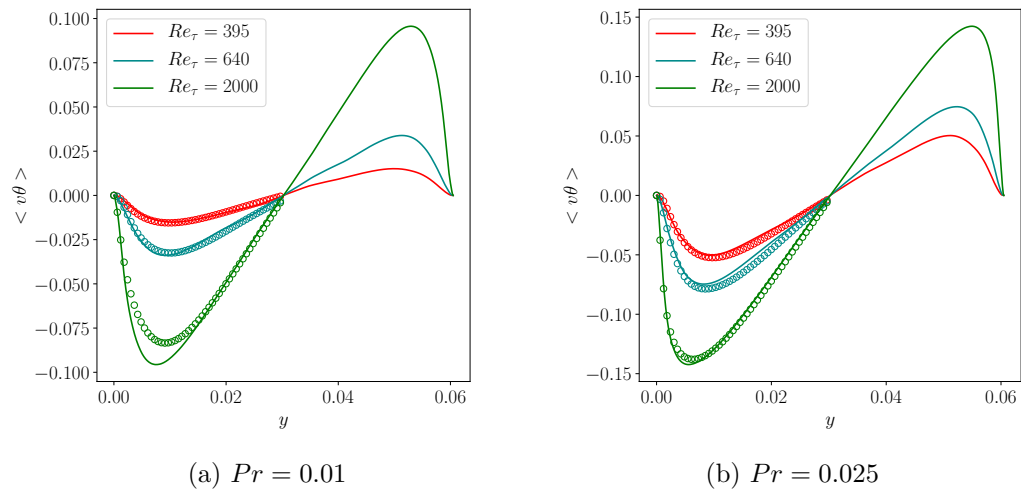 0.100
0.075
0.050
0.025
0.000
−0.025
−0.050
−0.075
−0.100
< vθ >
Re_τ = 395
Re_τ = 640
Re_τ = 2000
0.00 0.02 0.04 0.06
y
(a) Pr = 0.01
0.15
0.10
0.05
0.00
−0.05
−0.10
−0.15
< vθ >
Re_τ = 395
Re_τ = 640
Re_τ = 2000
0.00 0.02 0.04 0.06
y
(b) Pr = 0.025